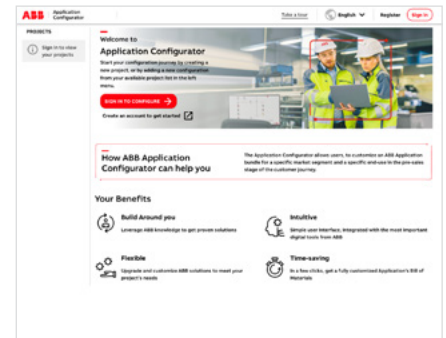 ABB
Application
Configurator
Take a tour
English
Register
Sign in
PROJECTS
Sign in to view
your projects
Welcome to
Application Configurator
Start your configuration journey by creating a
new project, or by adding a new configuration
from your available project list in the left
menu.
SIGN IN TO CONFIGURE
Create an account to get started
How ABB Application
Configurator can help you
The Application Configurator allows users, to customize an ABB Application
bundle for a specific market segment and a specific end-use in the pre-sales
stage of the customer journey.
Your Benefits
Build Around you
Leverage ABB knowledge to get proven solutions
Intuitive
Simple user interface, integrated with the most important
digital tools from ABB
Flexible
Upgrade and customize ABB solutions to meet your
project's needs
Time-saving
In a few clicks, get a fully customized Application's Bill of
Materials